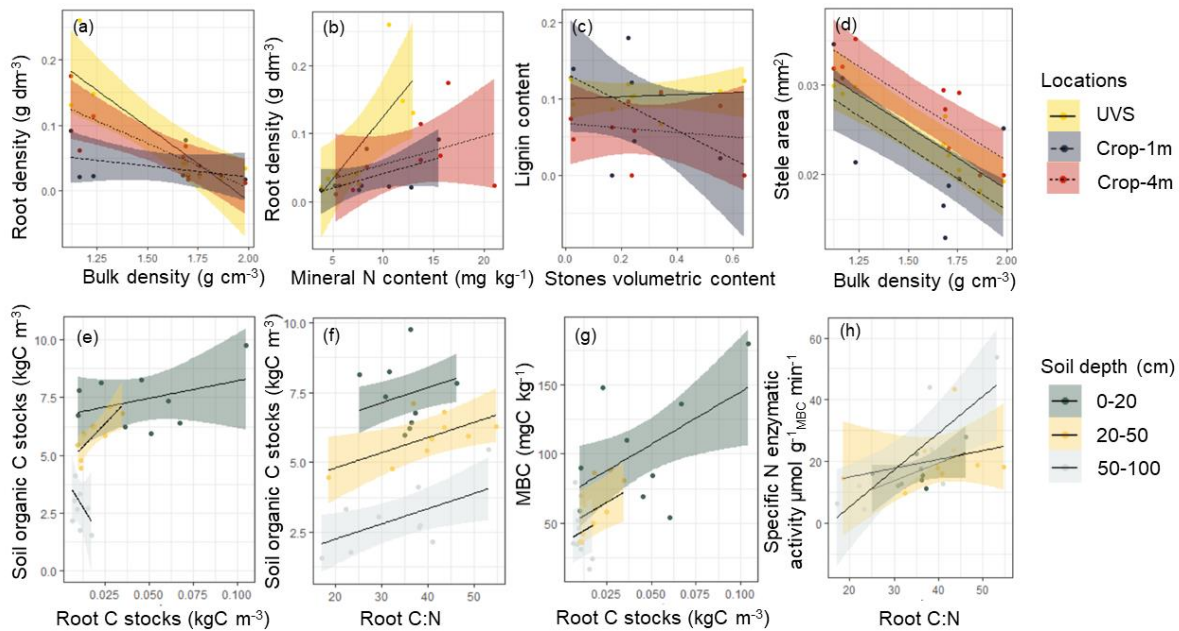 (a)
(b)
(c)
(d)
Root density (g dm-3)
0.2
0.1
0.0
1.25
1.50
1.75
2.00
Bulk density (g cm-3)
Root density (g dm-3)
0.2
0.1
0.0
5
10
15
20
Mineral N content (mg kg-1)
Lignin content
0.2
0.1
0.0
0.0
0.2
0.4
0.6
Stones volumetric content
Stele area (mm2)
0.03
0.02
1.25
1.50
1.75
2.00
Bulk density (g cm-3)
Locations
UVS
Crop-1m
Crop-4m
(e)
(f)
(g)
(h)
Soil organic C stocks (kgC m-3)
10.0
7.5
5.0
2.5
0.0
0.025
0.050
0.075
0.100
Root C stocks (kgC m-3)
Soil organic C stocks (kgC m-3)
10.0
7.5
5.0
2.5
20
30
40
50
Root C:N
MBC (mgC kg-1)
150
100
50
0
0.025
0.050
0.075
0.100
Root C stocks (kgC m-3)
Specific N enzymatic
activity µmol g-1MBC min-1
60
40
20
0
20
30
40
50
Root C:N
Soil depth (cm)
0-20
20-50
50-100